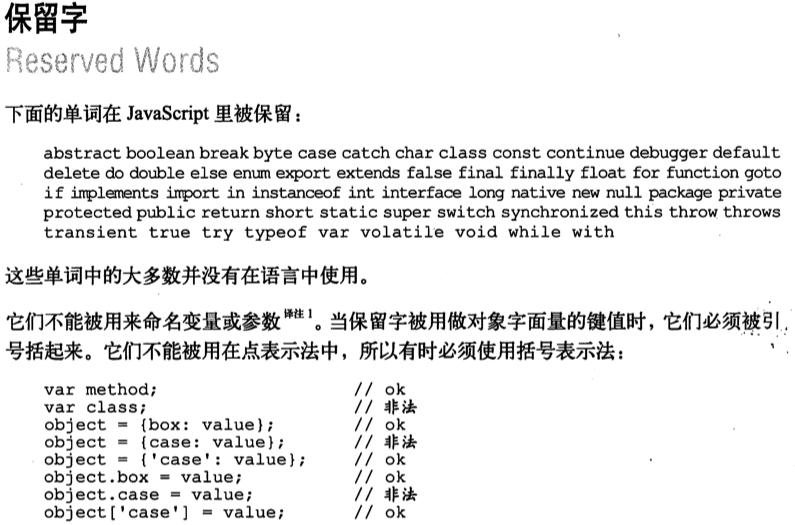 保留字
Reserved Words
下面的单词在 JavaScript 里被保留：
abstract boolean break byte case catch char class const continue debugger default
delete do double else enum export extends false final finally float for function goto
if implements import in instanceof int interface long native new null package private
protected public return short static super switch synchronized this throw throws
transient true try typeof var volatile void while with
这些单词中的大多数并没有在语言中使用。
它们不能被用来命名变量或参数译注1。当保留字被用做对象字面量的键值时，它们必须被引
号括起来。它们不能被用在点表示法中，所以有时必须使用括号表示法：
var method; // ok
var class; // 非法
object = {box: value}; // ok
object = {case: value}; // 非法
object = {'case': value}; // ok
object.box = value; // ok
object.case = value; // 非法
object['case'] = value; // ok